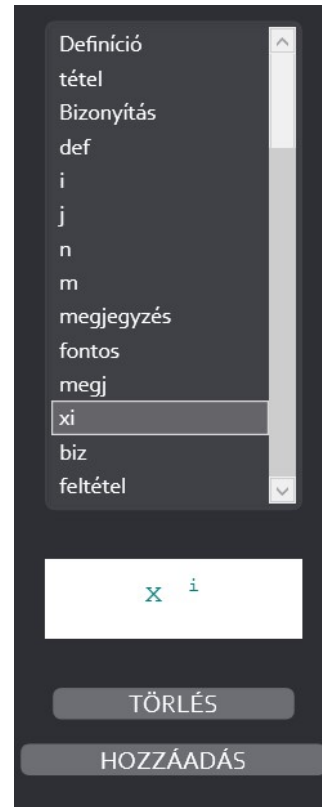 Definíció
tétel
Bizonyítás
def
i
j
n
m
megjegyzés
fontos
megj
xi
biz
feltétel
x i
TÖRLÉS
HOZZÁADÁS